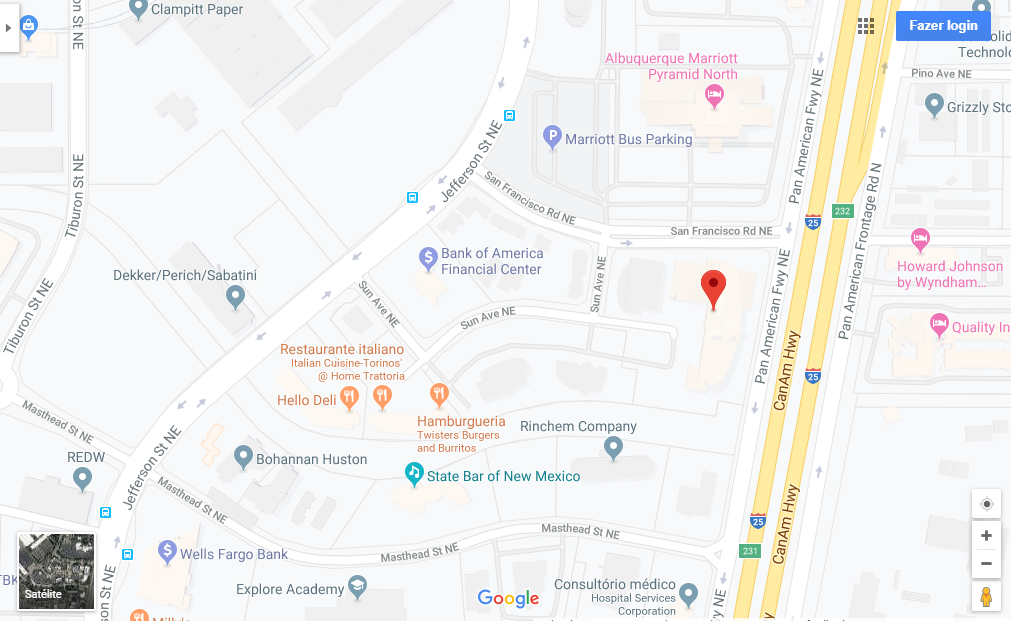 Clampitt Paper
Fazer login
Technolo
Pino Ave NE
Albuquerque Marriott
Pyramid North
Grizzly Sto
Marriott Bus Parking
Tiburon St NE
Jefferson St NE
Pan American Fwy NE
San Francisco Rd NE
San Francisco Rd NE
232
25
Pan American Frontage Rd N
Bank of America
Financial Center
Howard Johnson
by Wyndham...
Dekker/Perich/Sabatini
Sun Ave NE
Sun Ave NE
Sun Ave NE
Pan American Fwy NE
Tiburon St NE
Quality In
Restaurante italiano
Italian Cuisine-Torinos'
@ Home Trattoria
Hello Deli
25
CanAm Hwy
Hamburgueria
Twisters Burgers
and Burritos
Masthead St NE
Rinchem Company
REDW
Bohannan Huston
Jefferson St NE
State Bar of New Mexico
Masthead St NE
25
CanAm Hwy
Masthead St NE
Masthead St NE
231
Wells Fargo Bank
Satélite
Explore Academy
Google
Consultório médico
Hospital Services
Corporation